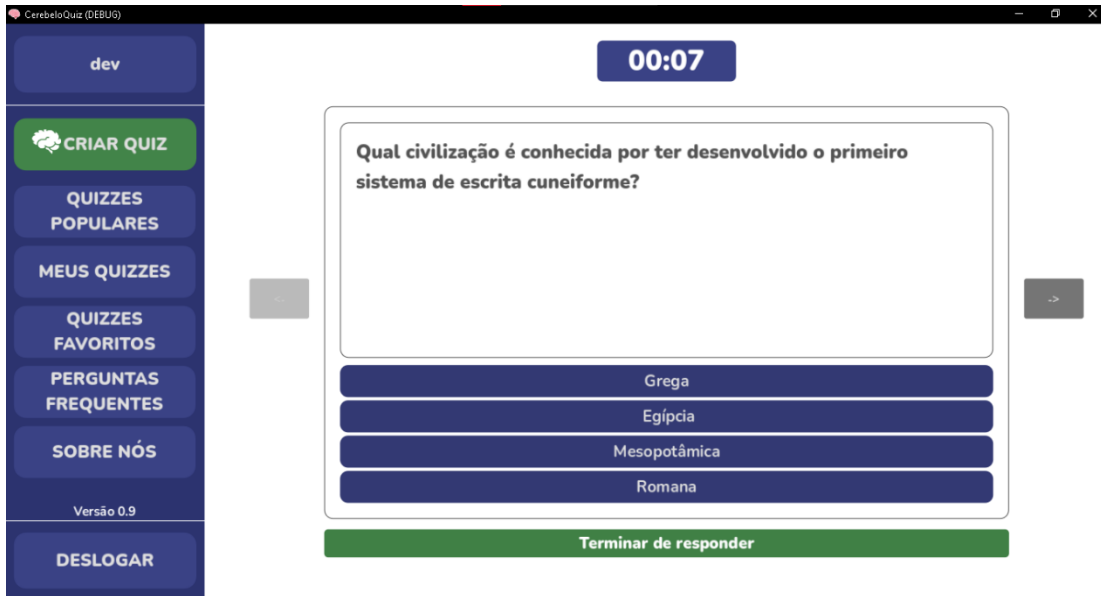 CerebeloQuiz (DEBUG)
dev
CRIAR QUIZ
QUIZZES
POPULARES
MEUS QUIZZES
QUIZZES
FAVORITOS
PERGUNTAS
FREQUENTES
SOBRE NÓS
Versão 0.9
DESLOGAR
00:07
Qual civilização é conhecida por ter desenvolvido o primeiro
sistema de escrita cuneiforme?
<-
->
Grega
Egípcia
Mesopotâmica
Romana
Terminar de responder